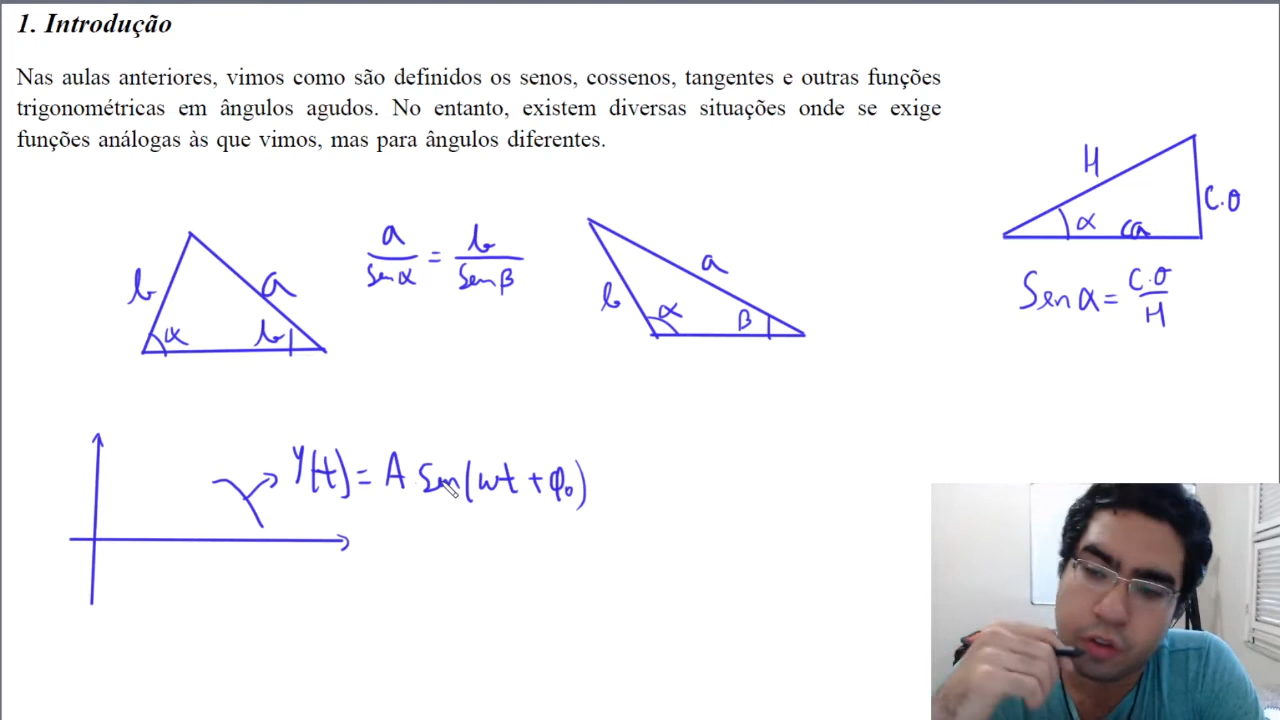 1. Introdução
Nas aulas anteriores, vimos como são definidos os senos, cossenos, tangentes e outras funções
trigonométricas em ângulos agudos. No entanto, existem diversas situações onde se exige
funções análogas às que vimos, mas para ângulos diferentes.
H
C.O
α
CA
Sen α = C.O / H
b
a
α
b
a / Sen α = b / Sen β
a
b
α
β
y(t) = A Sen(ωt + φ₀)